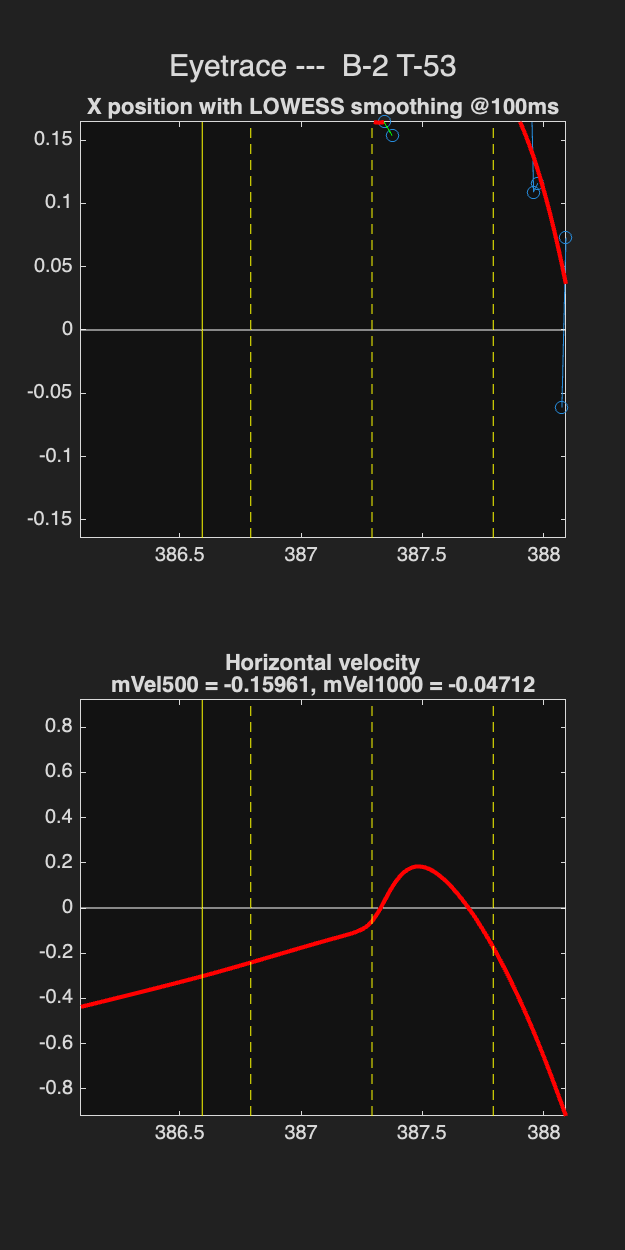 Eyetrace --- B-2 T-53
X position with LOWESS smoothing @100ms
0.15
0.1
0.05
0
-0.05
-0.1
-0.15
386.5 387 387.5 388
Horizontal velocity
mVel500 = -0.15961, mVel1000 = -0.04712
0.8
0.6
0.4
0.2
0
-0.2
-0.4
-0.6
-0.8
386.5 387 387.5 388